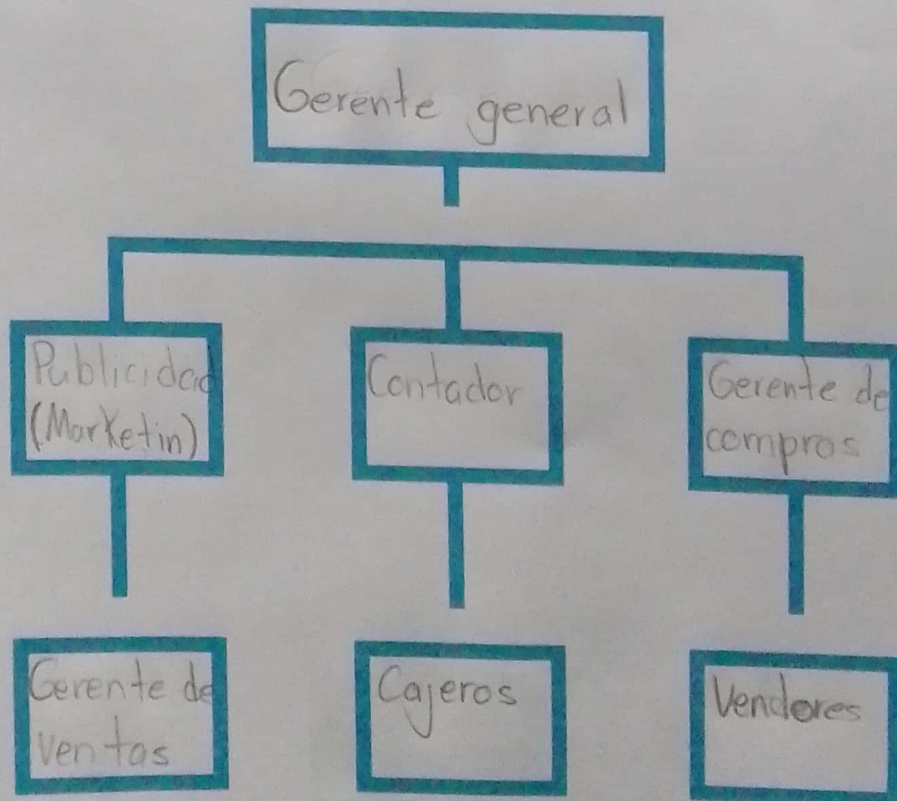 Gerente general
Publicidad
(Marketin)
Contador
Gerente de
compras
Gerente de
ventas
Cajeros
Vendores